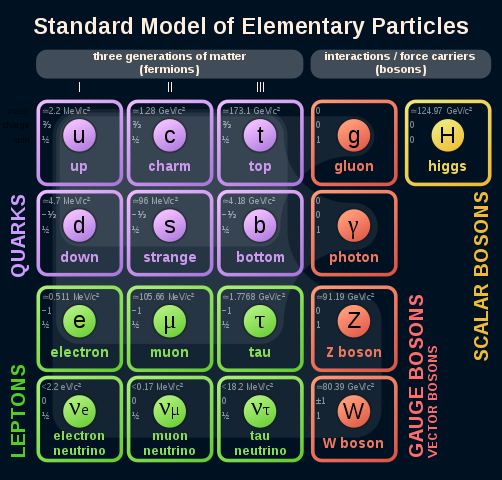 Standard Model of Elementary Particles
three generations of matter
(fermions)
interactions / force carriers
(bosons)
I
II
III
mass
charge
spin
≃2.2 MeV/c²
⅔
½
u
up
≃1.28 GeV/c²
⅔
½
c
charm
≃173.1 GeV/c²
⅔
½
t
top
0
0
1
g
gluon
≃124.97 GeV/c²
0
0
H
higgs
QUARKS
≃4.7 MeV/c²
−⅓
½
d
down
≃96 MeV/c²
−⅓
½
s
strange
≃4.18 GeV/c²
−⅓
½
b
bottom
0
0
1
γ
photon
SCALAR BOSONS
≃0.511 MeV/c²
−1
½
e
electron
≃105.66 MeV/c²
−1
½
μ
muon
≃1.7768 GeV/c²
−1
½
τ
tau
≃91.19 GeV/c²
0
1
Z
Z boson
GAUGE BOSONS
VECTOR BOSONS
LEPTONS
<2.2 eV/c²
0
½
νe
electron
neutrino
<0.17 MeV/c²
0
½
νμ
muon
neutrino
<18.2 MeV/c²
0
½
ντ
tau
neutrino
≃80.39 GeV/c²
±1
1
W
W boson